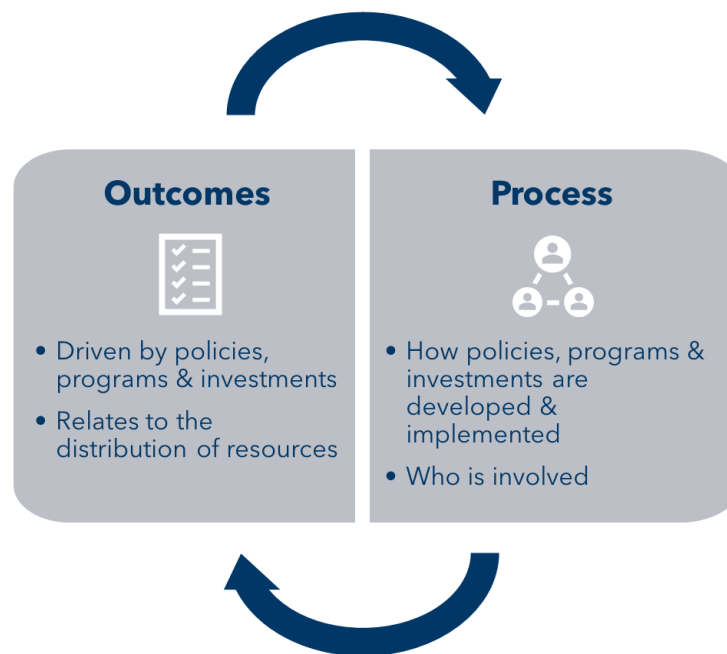 Outcomes
• Driven by policies,
programs & investments
• Relates to the
distribution of resources
Process
• How policies, programs &
investments are
developed &
implemented
• Who is involved